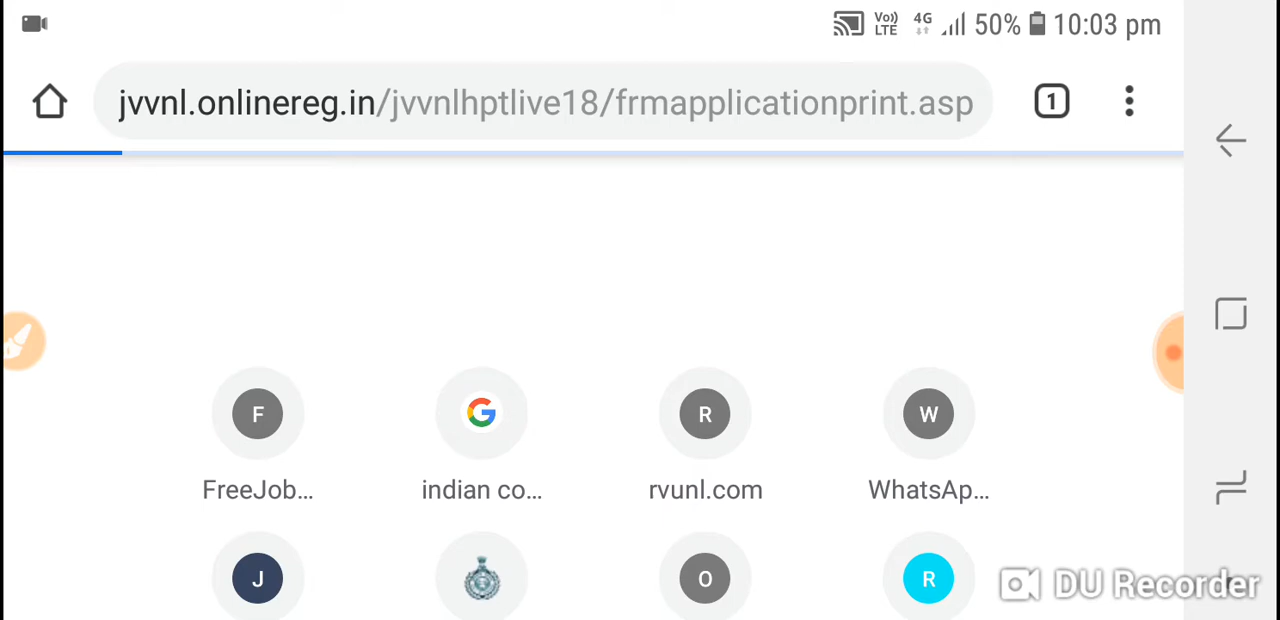 Vo)) LTE 4G 50% 10:03 pm
jvvnl.onlinereg.in/jvvnlhptlive18/frmapplicationprint.asp 1
F G R W
FreeJob... indian co... rvunl.com WhatsAp...
J O R
DU Recorder